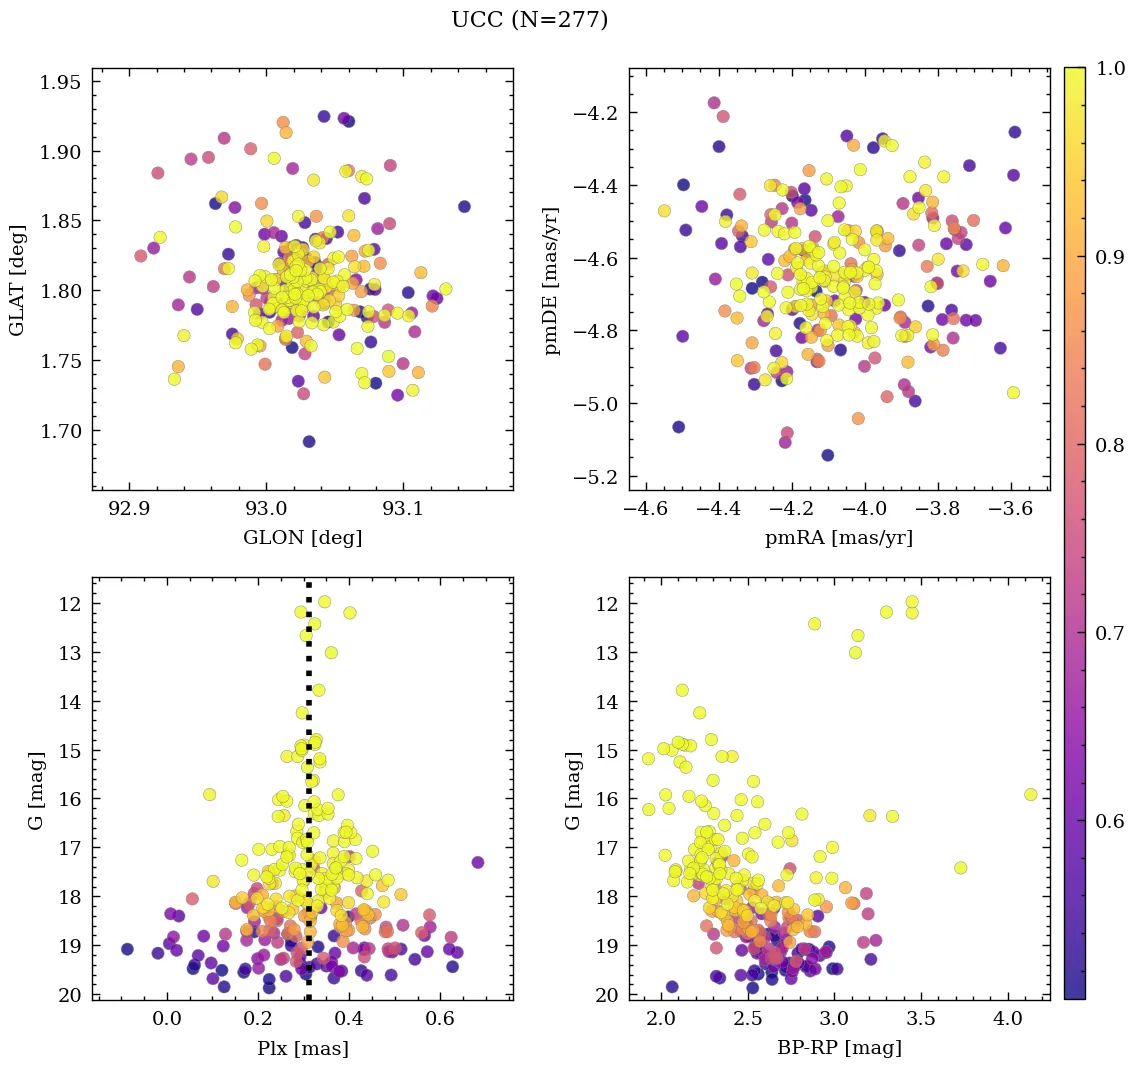 UCC (N=277)
1.95
1.90
1.85
1.80
1.75
1.70
GLAT [deg]
92.9 93.0 93.1
GLON [deg]
−4.2
−4.4
−4.6
−4.8
−5.0
−5.2
pmDE [mas/yr]
−4.6 −4.4 −4.2 −4.0 −3.8 −3.6
pmRA [mas/yr]
12
13
14
15
16
17
18
19
20
G [mag]
0.0 0.2 0.4 0.6
Plx [mas]
12
13
14
15
16
17
18
19
20
G [mag]
2.0 2.5 3.0 3.5 4.0
BP-RP [mag]
1.0
0.9
0.8
0.7
0.6